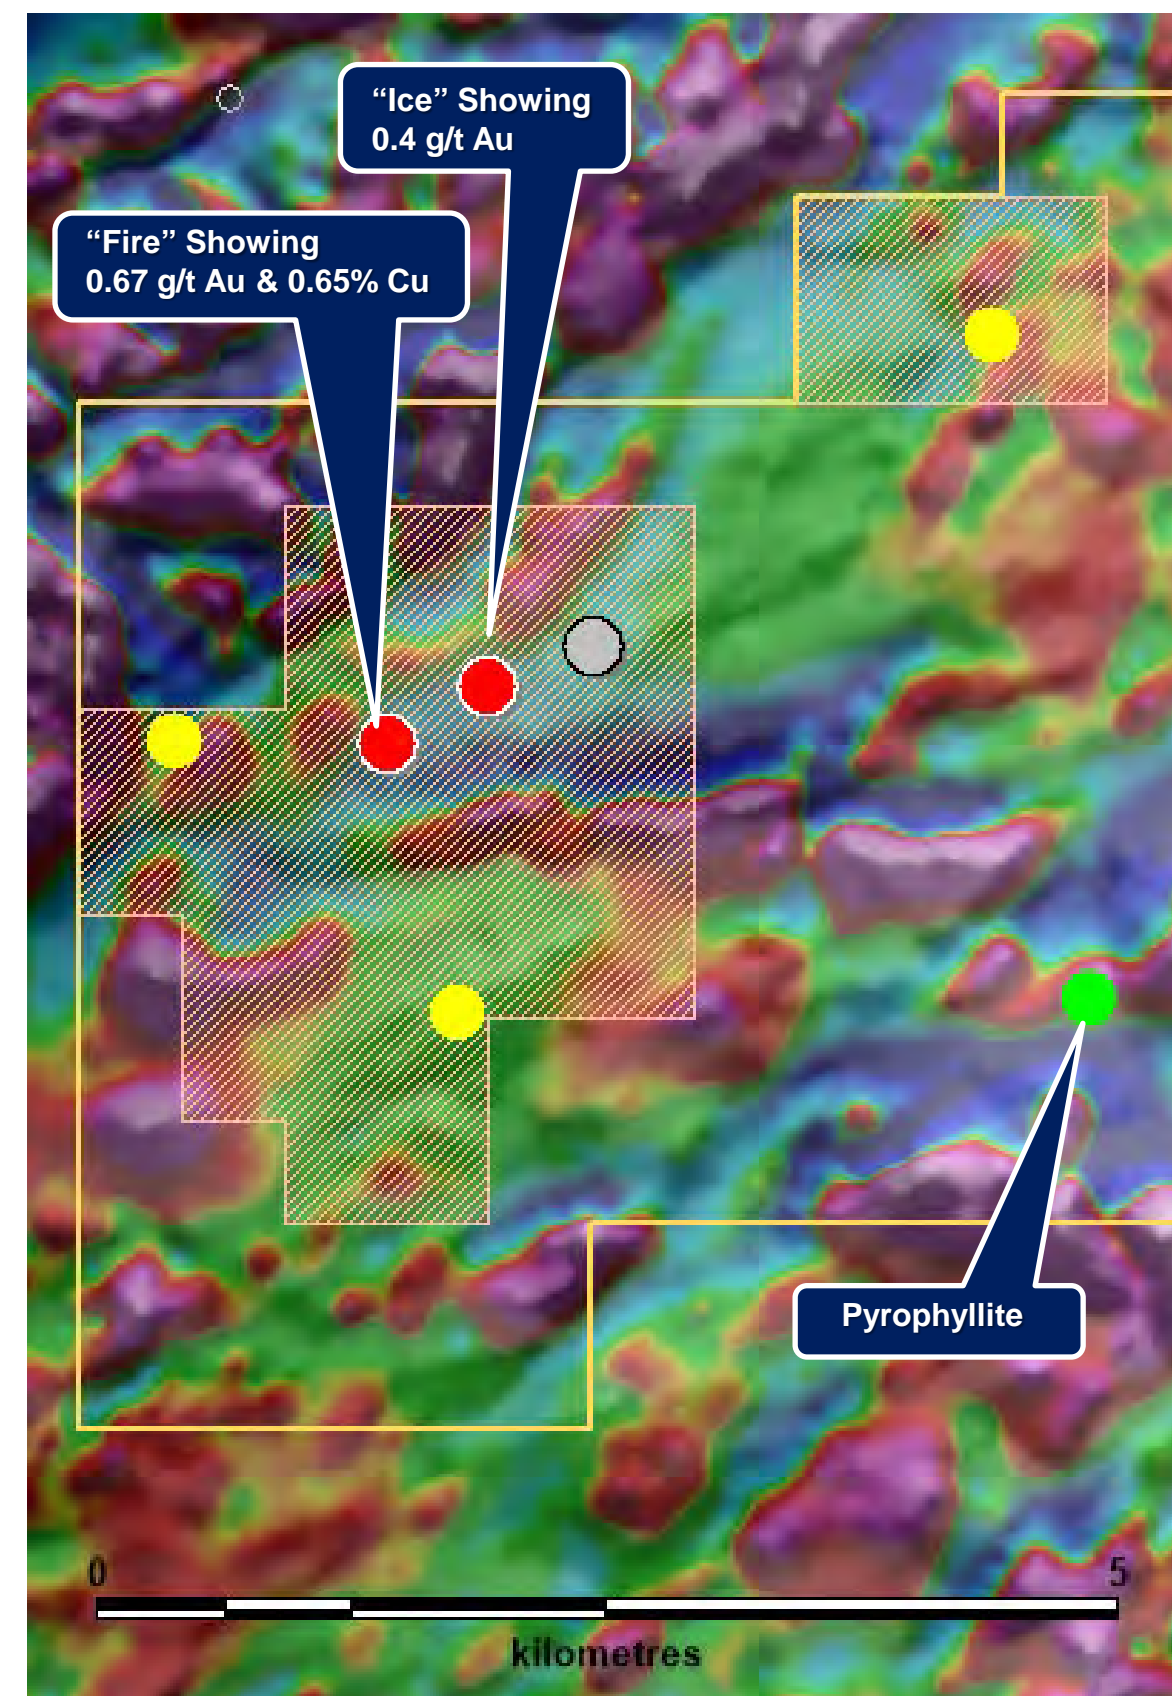 “Ice” Showing
0.4 g/t Au
“Fire” Showing
0.67 g/t Au & 0.65% Cu
Pyrophyllite
0 5
kilometres